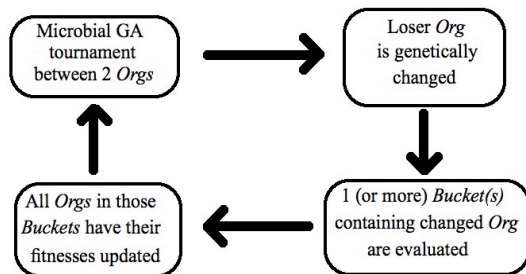 Microbial GA
tournament
between 2 Orgs
Loser Org
is genetically
changed
1 (or more) Bucket(s)
containing changed Org
are evaluated
All Orgs in those
Buckets have their
fitnesses updated